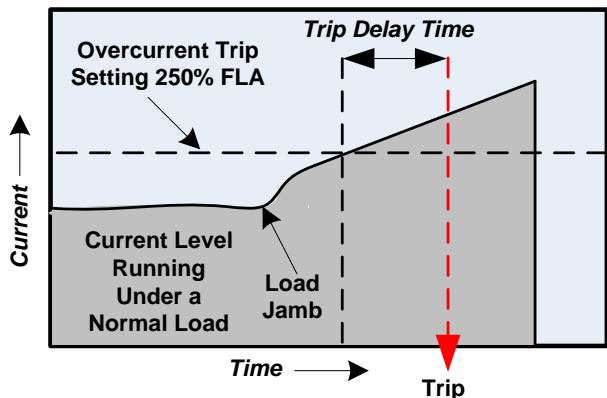 Trip Delay Time
Overcurrent Trip
Setting 250% FLA
Current
Current Level
Running
Under a
Normal Load
Load
Jamb
Time
Trip